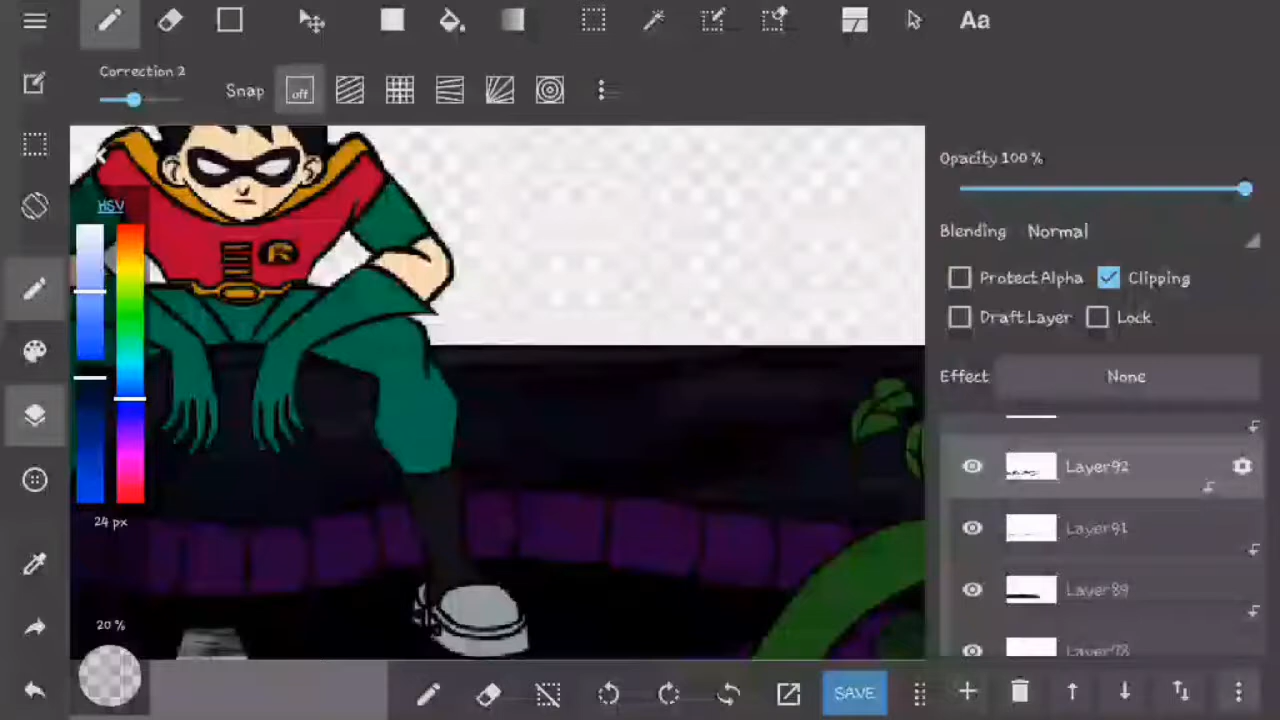 Aa
Correction 2
Snap
off
HSV
R
24 px
20 %
Opacity 100 %
Blending Normal
Protect Alpha
Clipping
Draft Layer
Lock
Effect
None
Layer92
Layer91
Layer89
SAVE